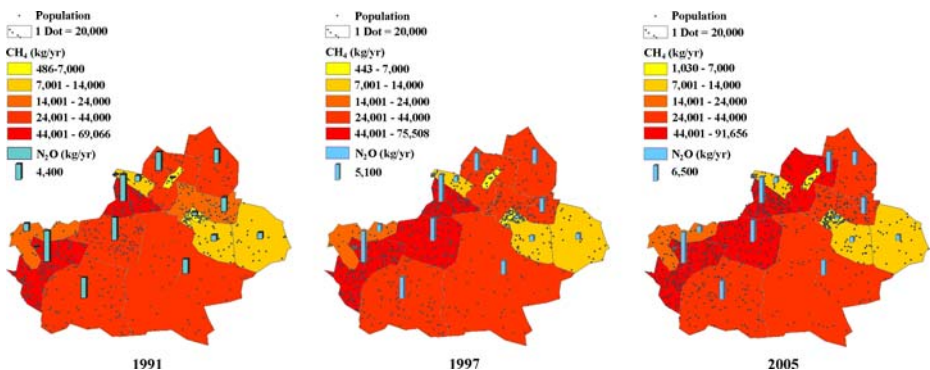 Population
1 Dot = 20,000
CH₄ (kg/yr)
486-7,000
7,001 - 14,000
14,001 - 24,000
24,001 - 44,000
44,001 - 69,066
N₂O (kg/yr)
4,400
1991
Population
1 Dot = 20,000
CH₄ (kg/yr)
443 - 7,000
7,001 - 14,000
14,001 - 24,000
24,001 - 44,000
44,001 - 75,508
N₂O (kg/yr)
5,100
1997
Population
1 Dot = 20,000
CH₄ (kg/yr)
1,030 - 7,000
7,001 - 14,000
14,001 - 24,000
24,001 - 44,000
44,001 - 91,656
N₂O (kg/yr)
6,500
2005